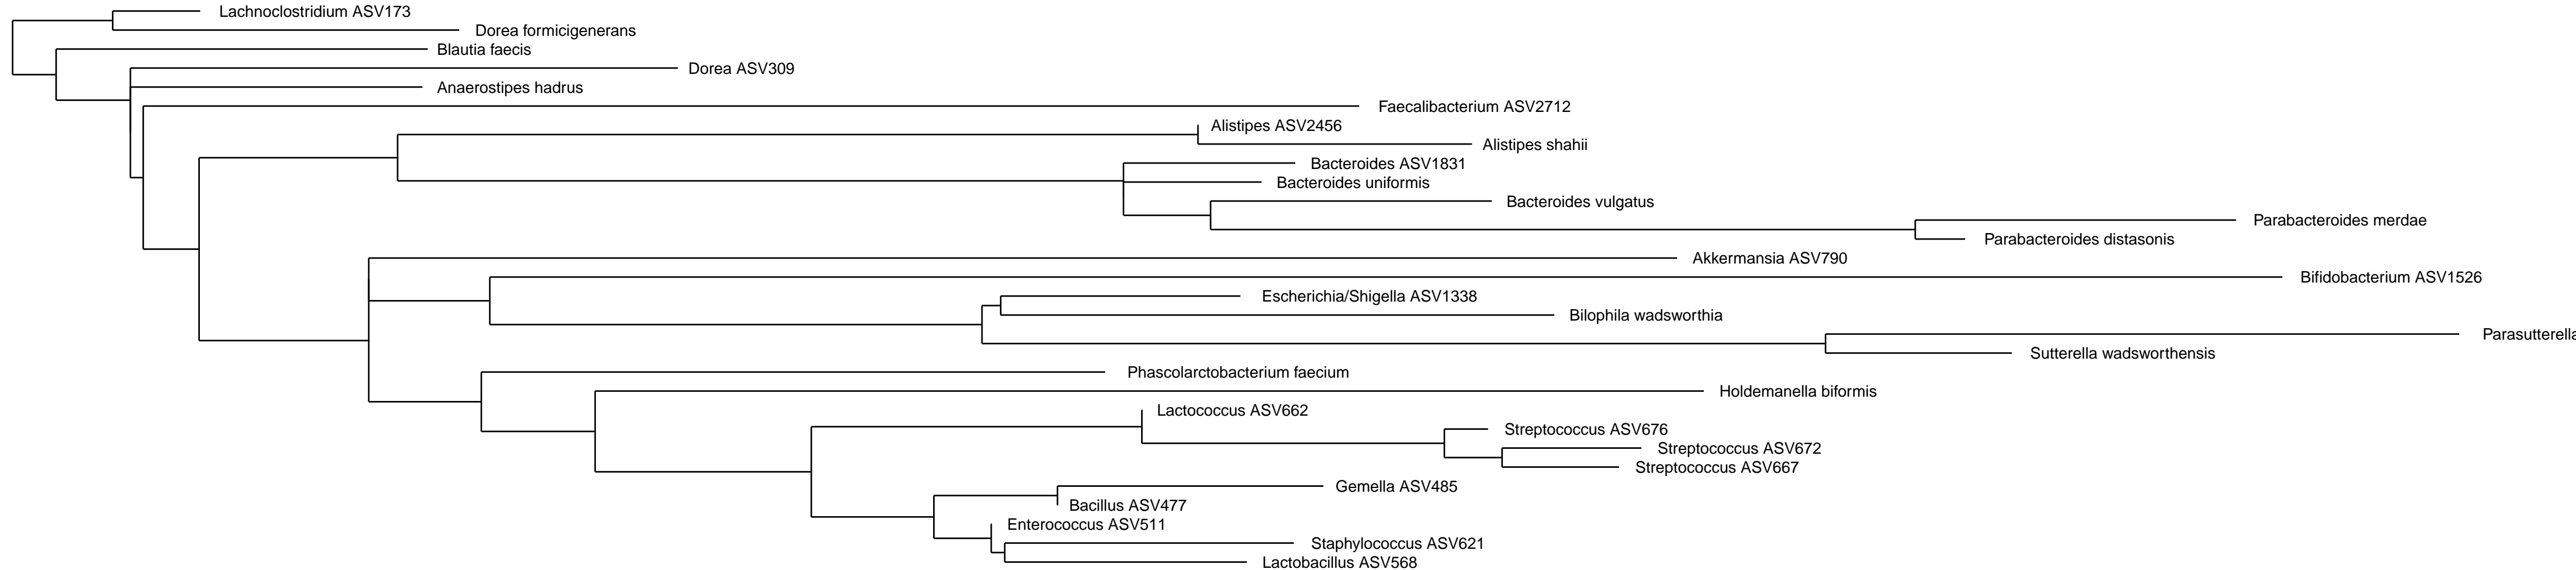 Lachnoclostridium ASV173
Dorea formicigenerans
Blautia faecis
Dorea ASV309
Anaerostipes hadrus
Faecalibacterium ASV2712
Alistipes ASV2456
Alistipes shahii
Bacteroides ASV1831
Bacteroides uniformis
Bacteroides vulgatus
Parabacteroides merdae
Parabacteroides distasonis
Akkermansia ASV790
Bifidobacterium ASV1526
Escherichia/Shigella ASV1338
Bilophila wadsworthia
Parasutterella
Sutterella wadsworthensis
Phascolarctobacterium faecium
Holdemanella biformis
Lactococcus ASV662
Streptococcus ASV676
Streptococcus ASV672
Streptococcus ASV667
Gemella ASV485
Bacillus ASV477
Enterococcus ASV511
Staphylococcus ASV621
Lactobacillus ASV568